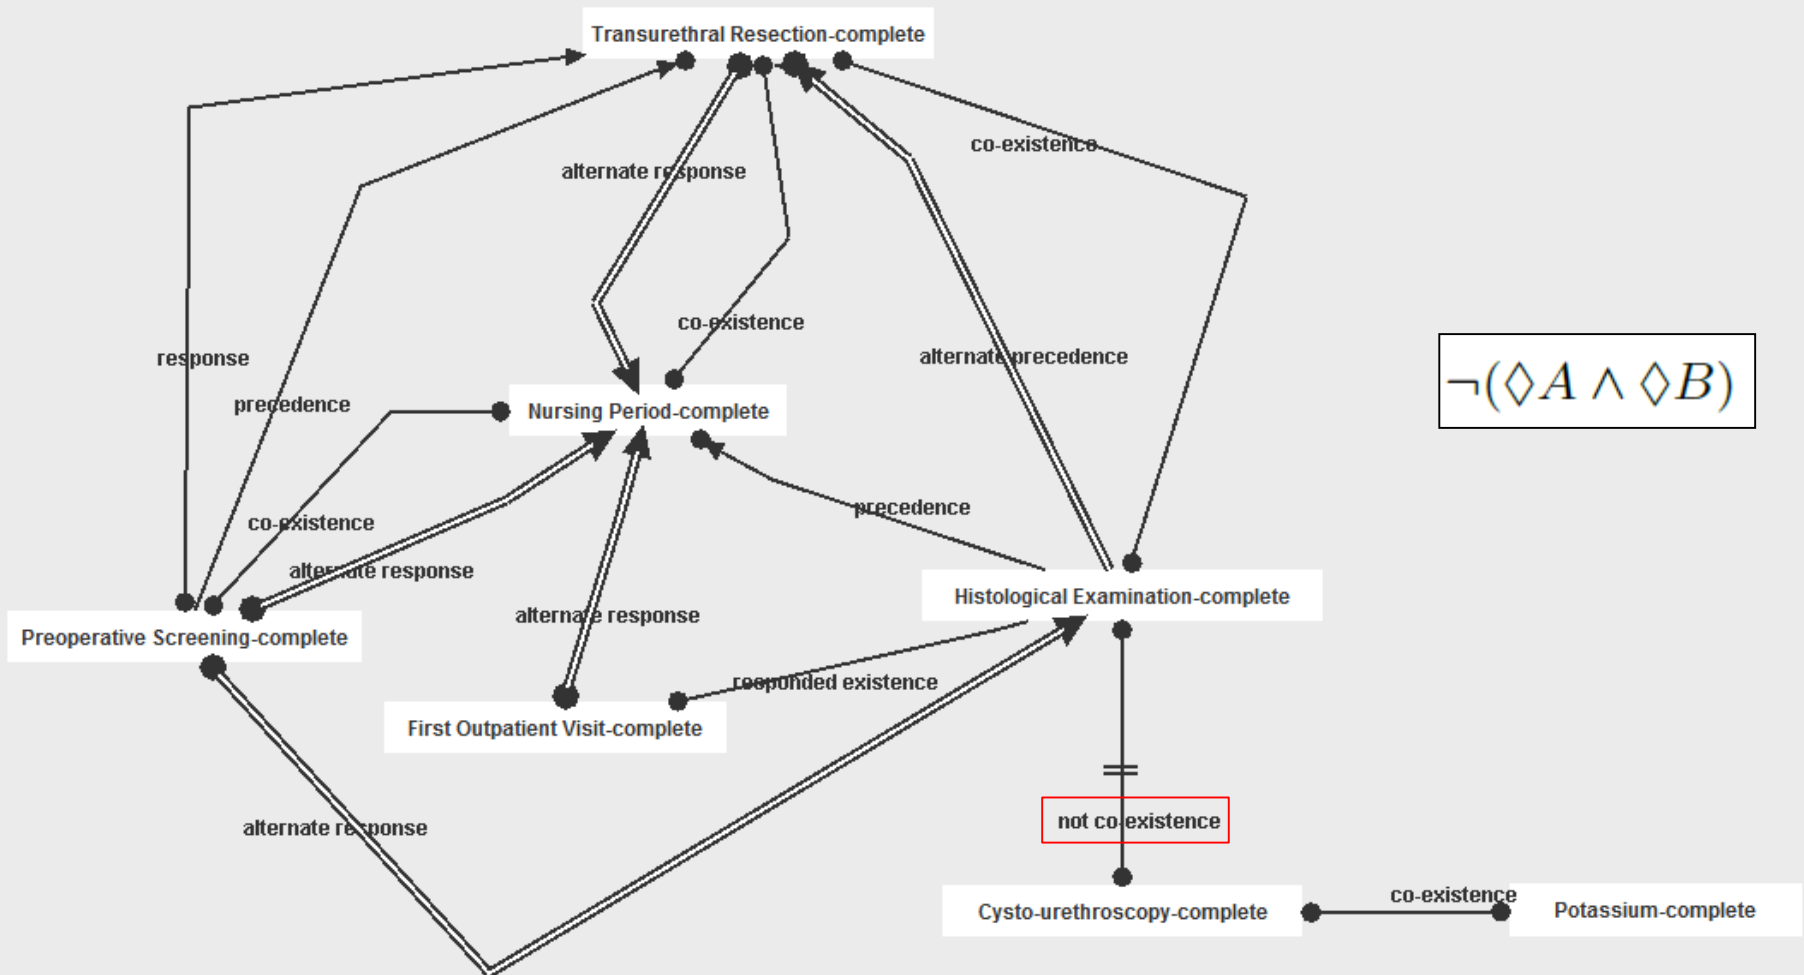 Transurethral Resection-complete
co-existence
alternate response
co-existence
response
alternate precedence
¬(◊A ∧ ◊B)
precedence
Nursing Period-complete
precedence
co-existence
alternate response
Histological Examination-complete
alternate response
Preoperative Screening-complete
responded existence
First Outpatient Visit-complete
not co-existence
alternate response
co-existence
Cysto-urethroscopy-complete
Potassium-complete